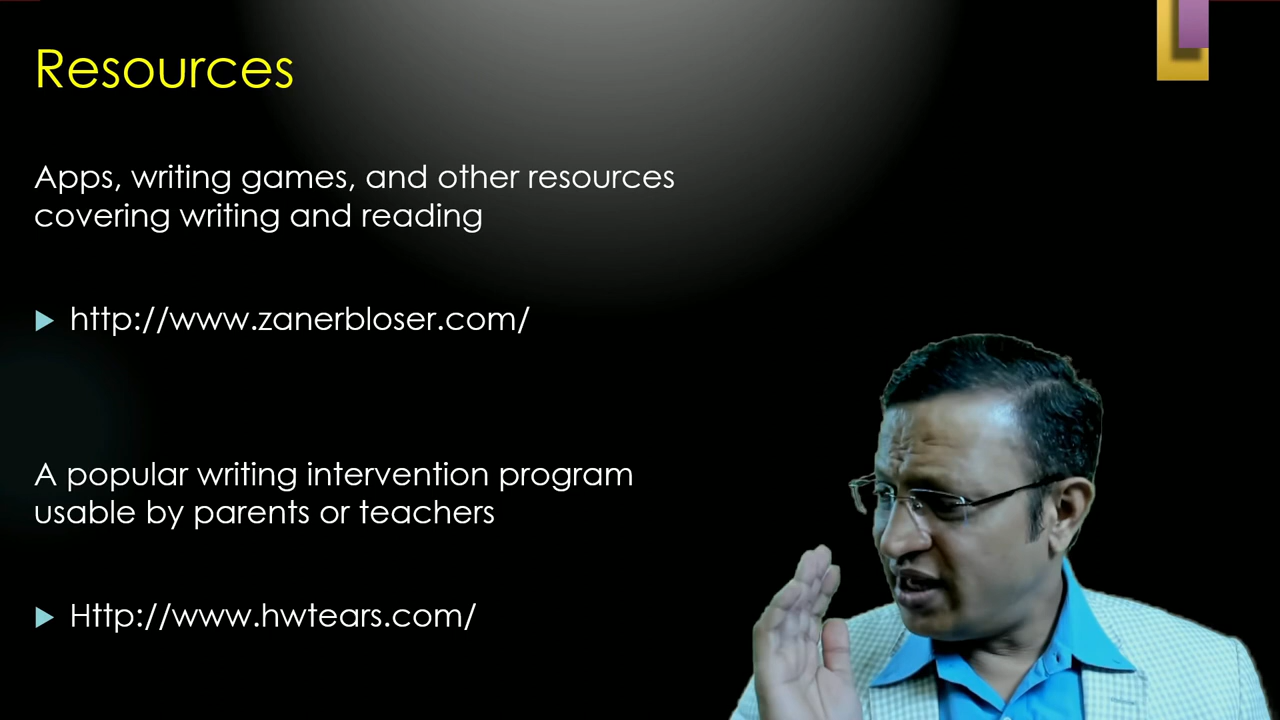 Resources
Apps, writing games, and other resources
covering writing and reading
http://www.zanerbloser.com/
A popular writing intervention program
usable by parents or teachers
Http://www.hwtears.com/